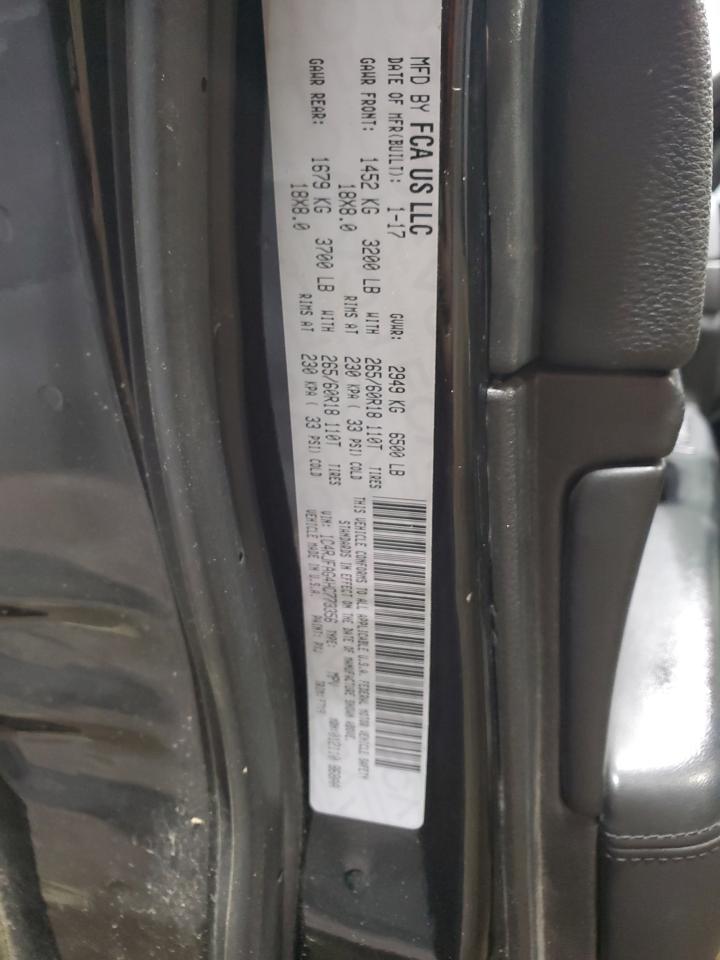 MFD BY FCA US LLC
DATE OF MFR(BUILT): 1-17 GVWR: 2949 KG 6500 LB
GAWR FRONT: 1452 KG 3200 LB WITH 265/60R18 110T TIRES
18X8.0 RIMS AT 230 KPA ( 33 PSI) COLD
GAWR REAR: 1679 KG 3700 LB WITH 265/60R18 110T TIRES
18X8.0 RIMS AT 230 KPA ( 33 PSI) COLD
THIS VEHICLE CONFORMS TO ALL APPLICABLE U.S.A. FEDERAL MOTOR VEHICLE SAFETY
STANDARDS IN EFFECT ON THE DATE OF MANUFACTURE SHOWN ABOVE.
VIN: TYPE: MPV
VEHICLE MADE IN U.S.A. PAINT: